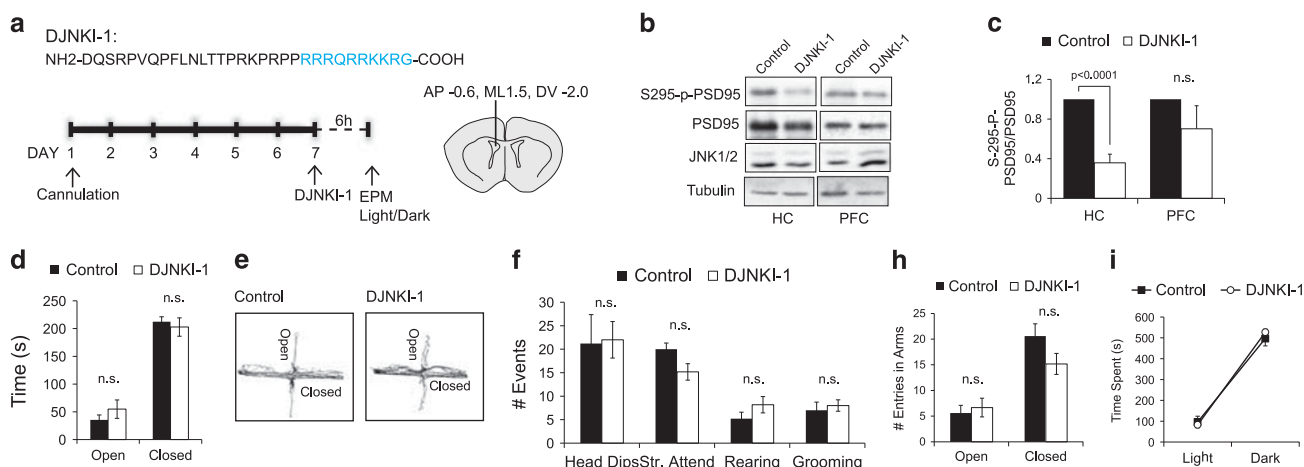 a
DJNKI-1:
NH2-DQSRPVQPFLNLTTPRKPRPPRRRQRRKKRG-COOH
AP -0.6, ML1.5, DV -2.0
6h
DAY 1 2 3 4 5 6 7
Cannulation
DJNKI-1
EPM
Light/Dark
b
Control DJNKI-1 Control DJNKI-1
S295-p-PSD95
PSD95
JNK1/2
Tubulin
HC PFC
c
Control DJNKI-1
p<0.0001
n.s.
S-295-P-
PSD95/PSD95
1.2
0.8
0.4
0
HC PFC
d
Control DJNKI-1
n.s.
n.s.
Time (s)
250
200
150
100
50
0
Open Closed
e
Control DJNKI-1
Open Open
Closed Closed
f
Control DJNKI-1
n.s. n.s. n.s. n.s.
# Events
30
25
20
15
10
5
0
Head Dips Str. Attend Rearing Grooming
h
Control DJNKI-1
n.s.
n.s.
# Entries in Arms
25
20
15
10
5
0
Open Closed
i
Control DJNKI-1
Time Spent (s)
600
500
400
300
200
100
0
Light Dark